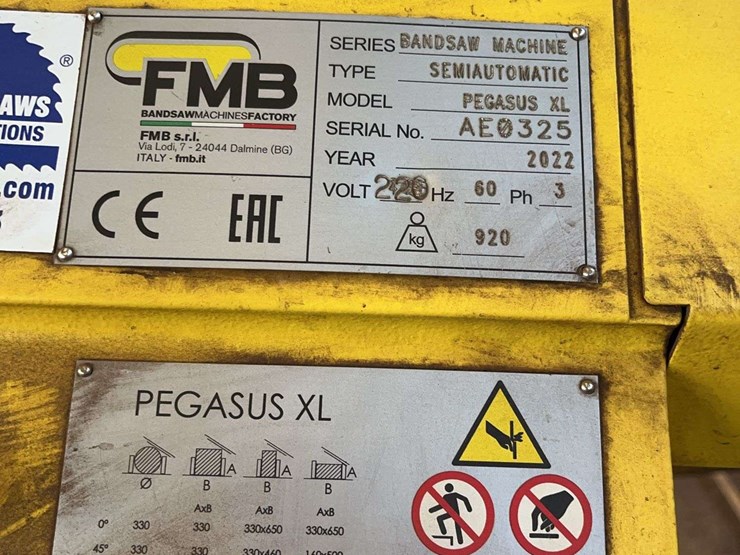 ®
AWS
IONS
.com
FMB
BANDSAWMACHINESFACTORY
FMB s.r.l.
Via Lodi, 7 - 24044 Dalmine (BG)
ITALY - fmb.it
CE
EAC
SERIES BANDSAW MACHINE
TYPE SEMIAUTOMATIC
MODEL PEGASUS XL
SERIAL No. AE0325
YEAR 2022
VOLT Hz 60 Ph 3
kg 920
PEGASUS XL
A A A
Ø B B B
AxB AxB AxB
0° 330 330 330x650 330x650
45° 330 330 330x460